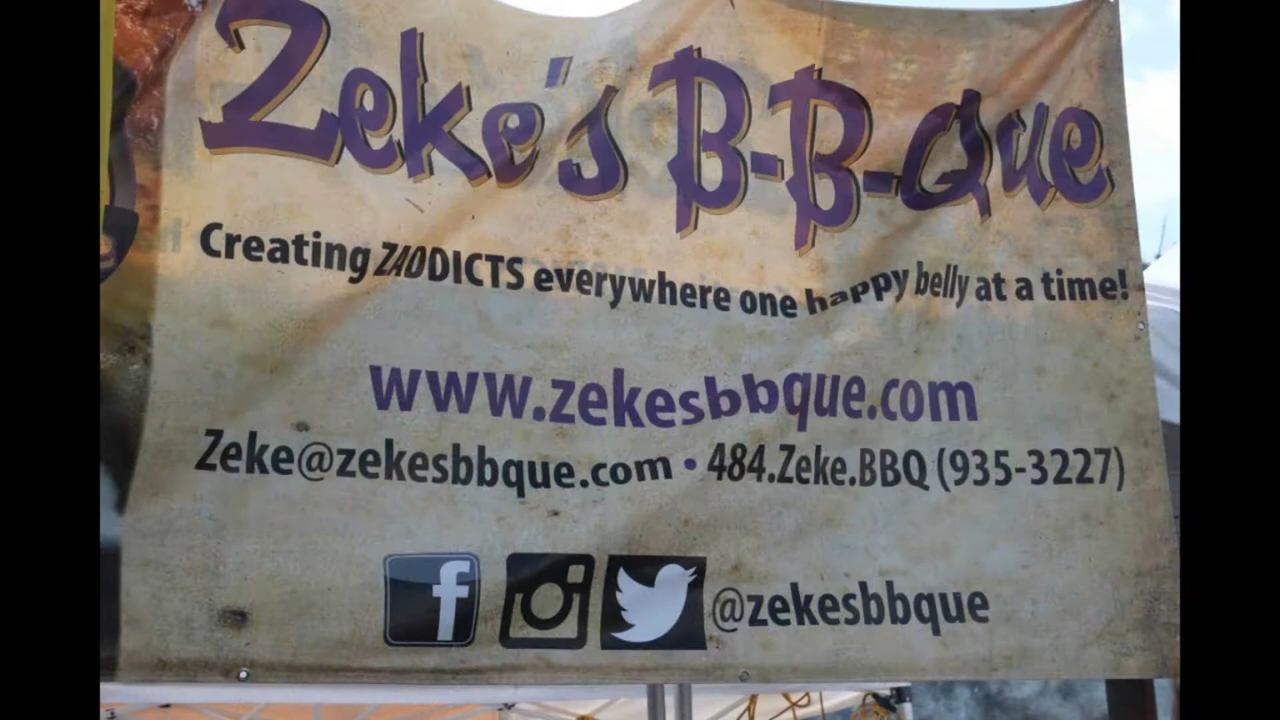 Zeke's B-B-Que
Creating ZADDICTS everywhere one happy belly at a time!
www.zekesbbque.com
Zeke@zekesbbque.com • 484.Zeke.BBQ (935-3227)
@zekesbbque